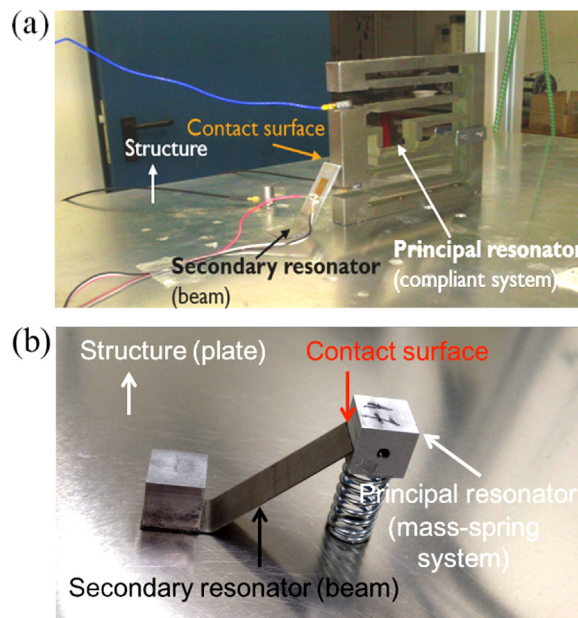 (a)
Contact surface
Structure
Principal resonator
(compliant system)
Secondary resonator
(beam)
(b)
Structure (plate)
Contact surface
Principal resonator
(mass-spring
system)
Secondary resonator (beam)